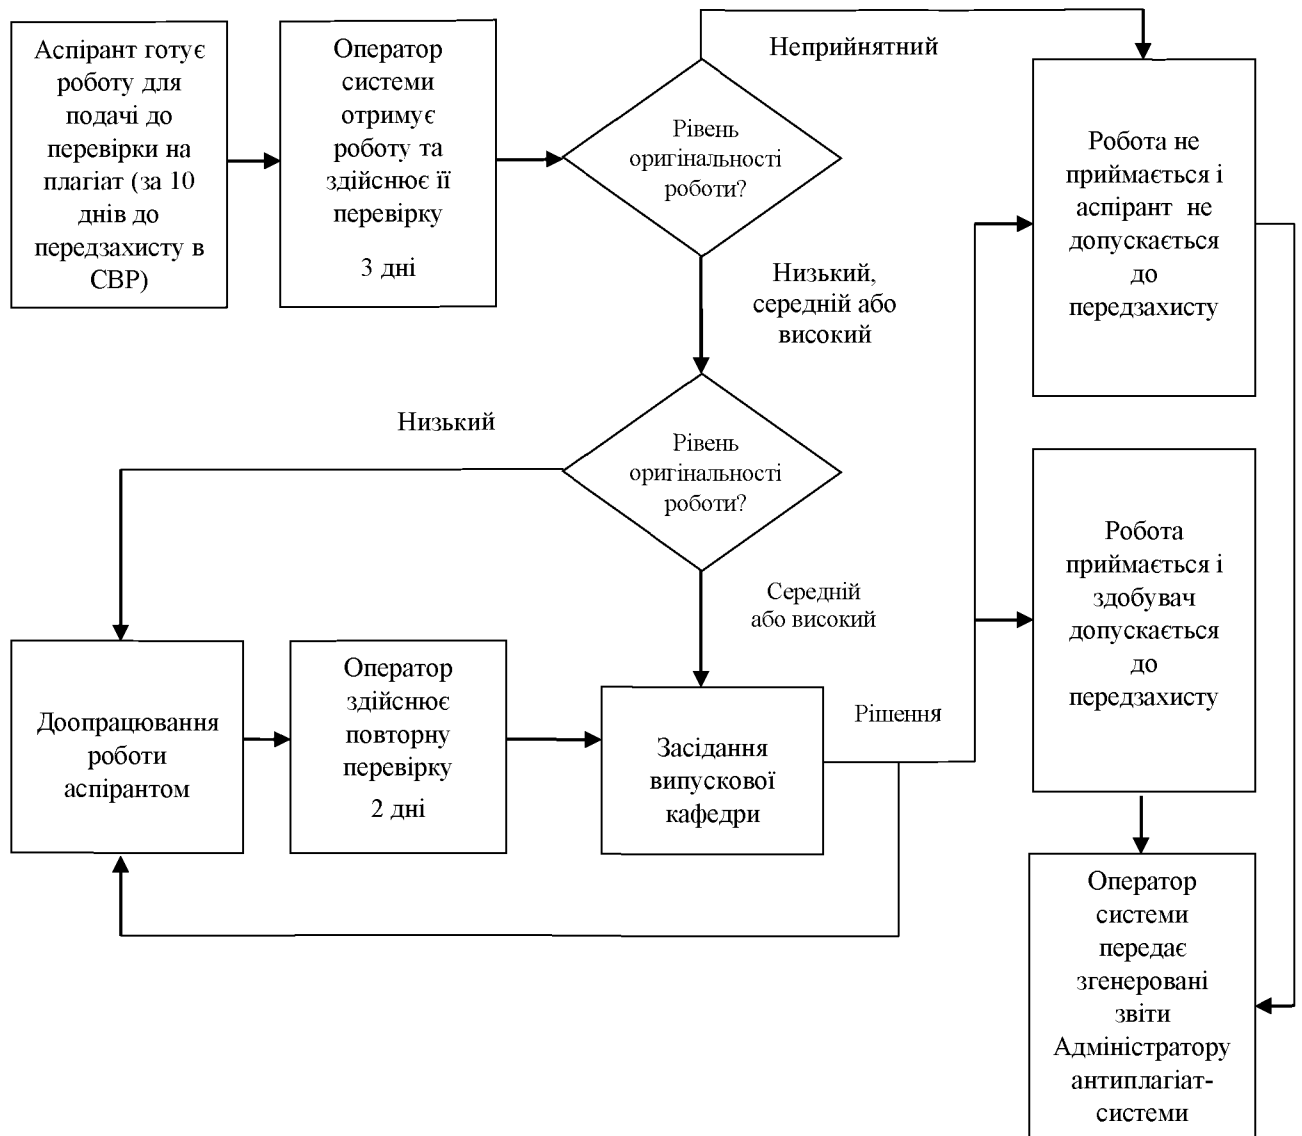 Аспірант готує
роботу для
подачі до
перевірки на
плагіат (за 10
днів до
передзахисту в
СВР)
Оператор
системи
отримує
роботу та
здійснює її
перевірку
3 дні
Рівень
оригінальності
роботи?
Неприйнятний
Робота не
приймається і
аспірант не
допускається
до
передзахисту
Низький,
середній або
високий
Низький
Рівень
оригінальності
роботи?
Середній
або високий
Робота
приймається і
здобувач
допускається
до
передзахисту
Доопрацювання
роботи
аспірантом
Оператор
здійснює
повторну
перевірку
2 дні
Засідання
випускової
кафедри
Рішення
Оператор
системи
передає
згенеровані
звіти
Адміністратору
антиплагіат-
системи